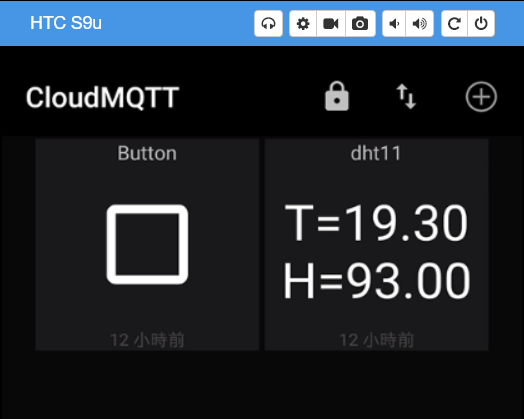 HTC S9u
CloudMQTT
Button
dht11
T=19.30
H=93.00
12 小時前
12 小時前